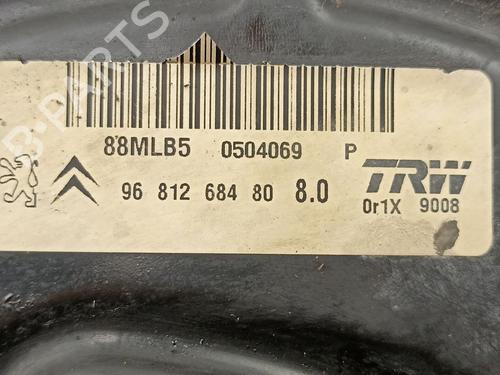 88MLB5 0504069 P
96 812 684 80 8.0
TRW
0r1X 9008
B-PARTS